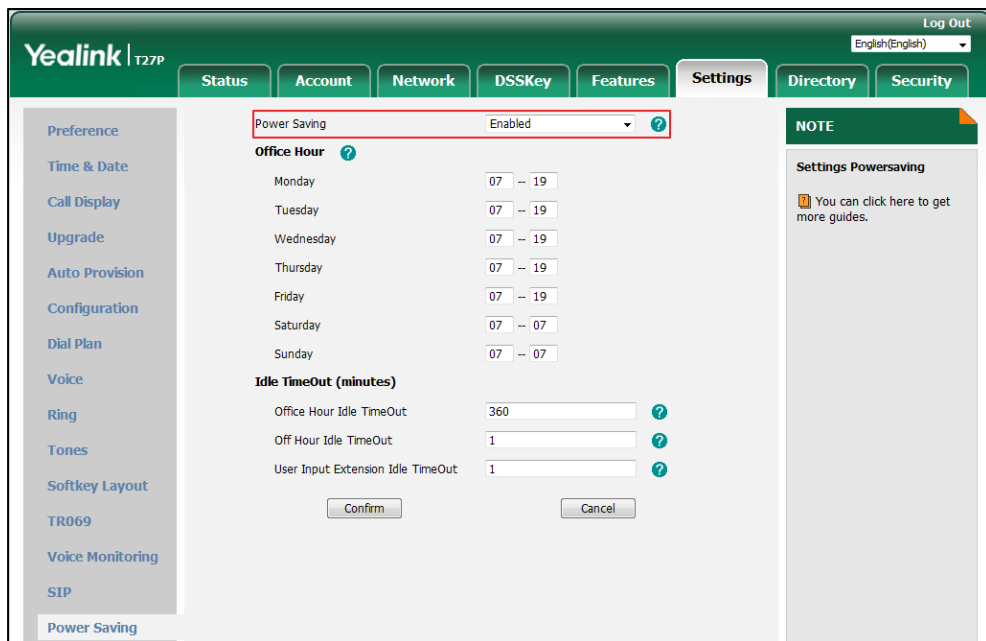 Log Out
English(English)
Yealink | T27P
Status Account Network DSSKey Features Settings Directory Security
Preference
Time & Date
Call Display
Upgrade
Auto Provision
Configuration
Dial Plan
Voice
Ring
Tones
Softkey Layout
TR069
Voice Monitoring
SIP
Power Saving
Power Saving Enabled ?
Office Hour ?
Monday 07 -- 19
Tuesday 07 -- 19
Wednesday 07 -- 19
Thursday 07 -- 19
Friday 07 -- 19
Saturday 07 -- 07
Sunday 07 -- 07
Idle TimeOut (minutes)
Office Hour Idle TimeOut 360 ?
Off Hour Idle TimeOut 1 ?
User Input Extension Idle TimeOut 1 ?
Confirm Cancel
NOTE
Settings Powersaving
? You can click here to get
more guides.